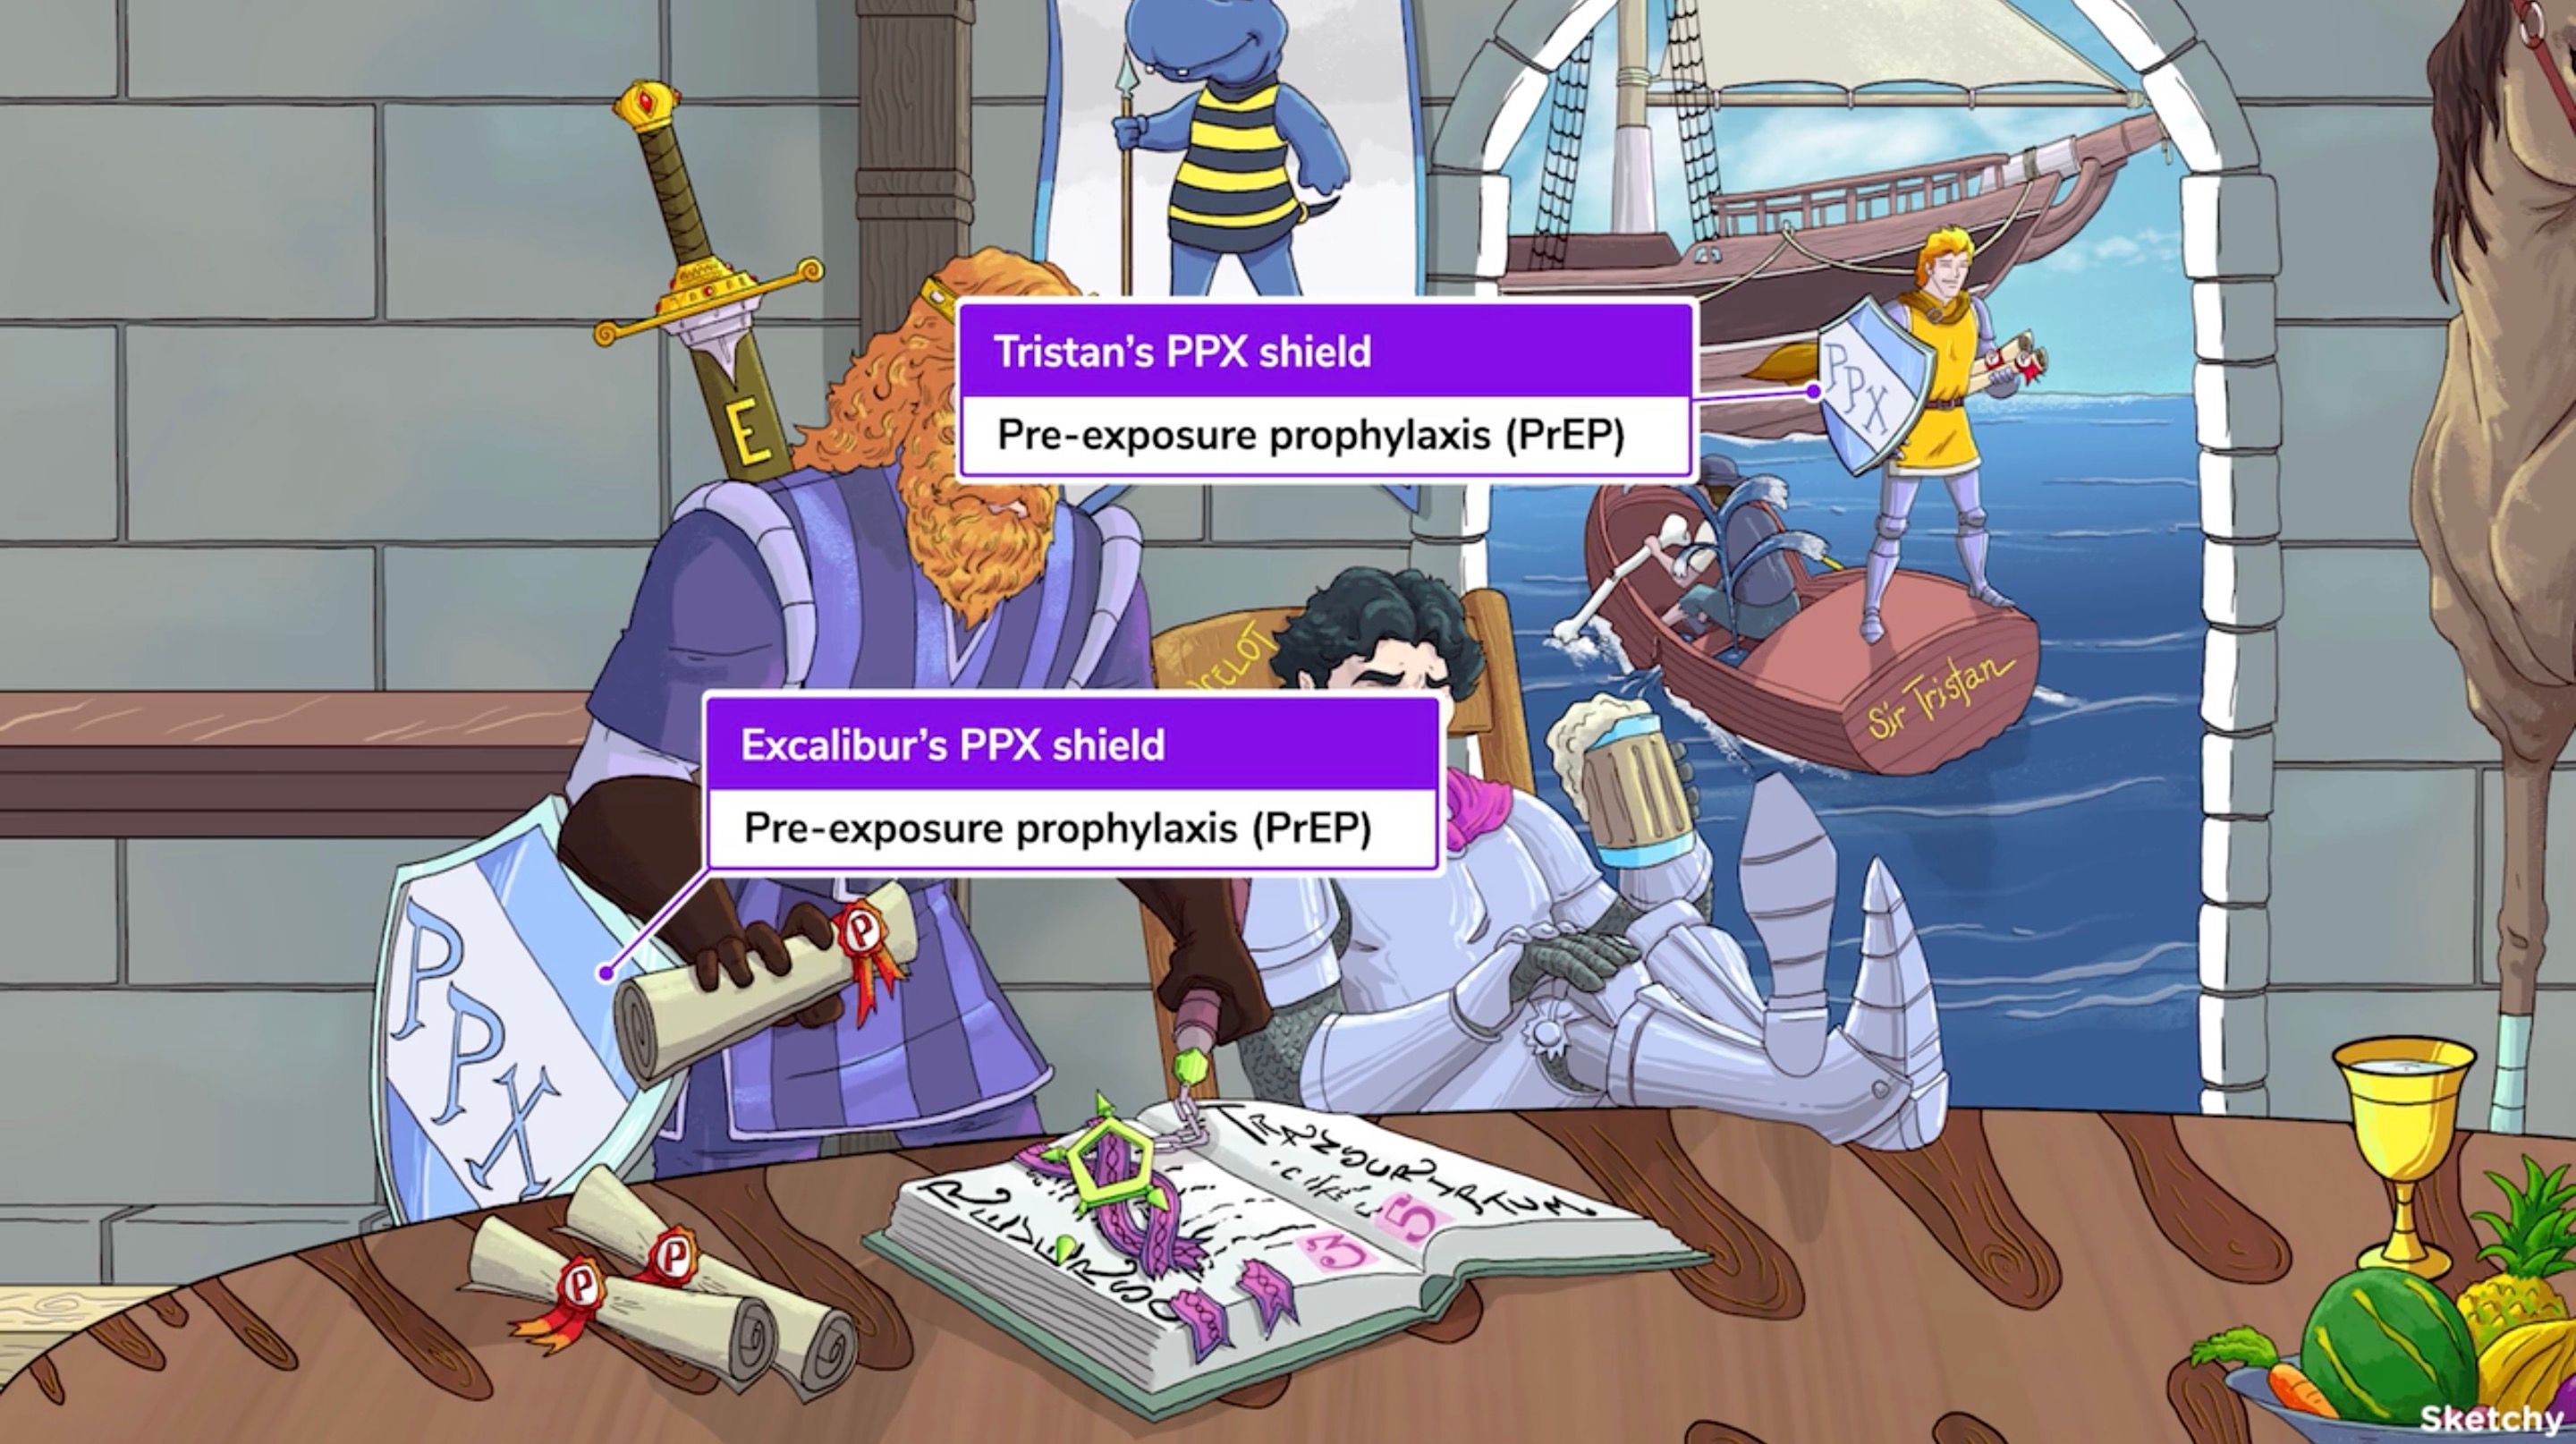 E
Tristan's PPX shield
Pre-exposure prophylaxis (PrEP)
PPX
Sir Tristan
Excalibur's PPX shield
Pre-exposure prophylaxis (PrEP)
PPX
P
P
P
3
5
Sketchy